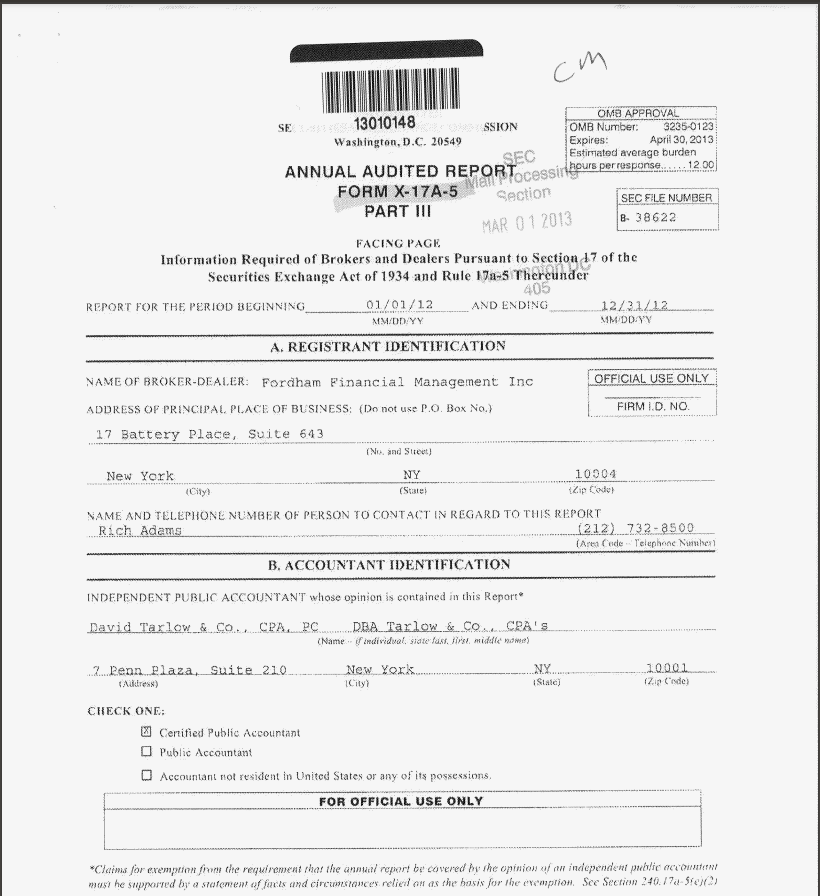 CM
13010148
SE SSION
Washington, D.C. 20549
OMB APPROVAL
OMB Number: 3235-0123
Expires: April 30, 2013
Estimated average burden
hours per response......12.00
ANNUAL AUDITED REPORT
FORM X-17A-5
PART III
SEC
Mail Processing
Section
MAR 01 2013
Washington DC
405
SEC FILE NUMBER
B- 38622
FACING PAGE
Information Required of Brokers and Dealers Pursuant to Section 17 of the
Securities Exchange Act of 1934 and Rule 17a-5 Thereunder
REPORT FOR THE PERIOD BEGINNING 01/01/12 AND ENDING 12/31/12
MM/DD/YY MM/DD/YY
A. REGISTRANT IDENTIFICATION
NAME OF BROKER-DEALER: Fordham Financial Management Inc
OFFICIAL USE ONLY
FIRM I.D. NO.
ADDRESS OF PRINCIPAL PLACE OF BUSINESS: (Do not use P.O. Box No.)
17 Battery Place, Suite 643
(No. and Street)
New York NY 10004
(City) (State) (Zip Code)
NAME AND TELEPHONE NUMBER OF PERSON TO CONTACT IN REGARD TO THIS REPORT
Rich Adams (212) 732-8500
(Area Code – Telephone Number)
B. ACCOUNTANT IDENTIFICATION
INDEPENDENT PUBLIC ACCOUNTANT whose opinion is contained in this Report*
David Tarlow & Co., CPA, PC DBA Tarlow & Co., CPA's
(Name – if individual, state last, first, middle name)
7 Penn Plaza, Suite 210 New York NY 10001
(Address) (City) (State) (Zip Code)
CHECK ONE:
☒ Certified Public Accountant
☐ Public Accountant
☐ Accountant not resident in United States or any of its possessions.
FOR OFFICIAL USE ONLY
*Claims for exemption from the requirement that the annual report be covered by the opinion of an independent public accountant
must be supported by a statement of facts and circumstances relied on as the basis for the exemption. See Section 240.17a-5(e)(2)